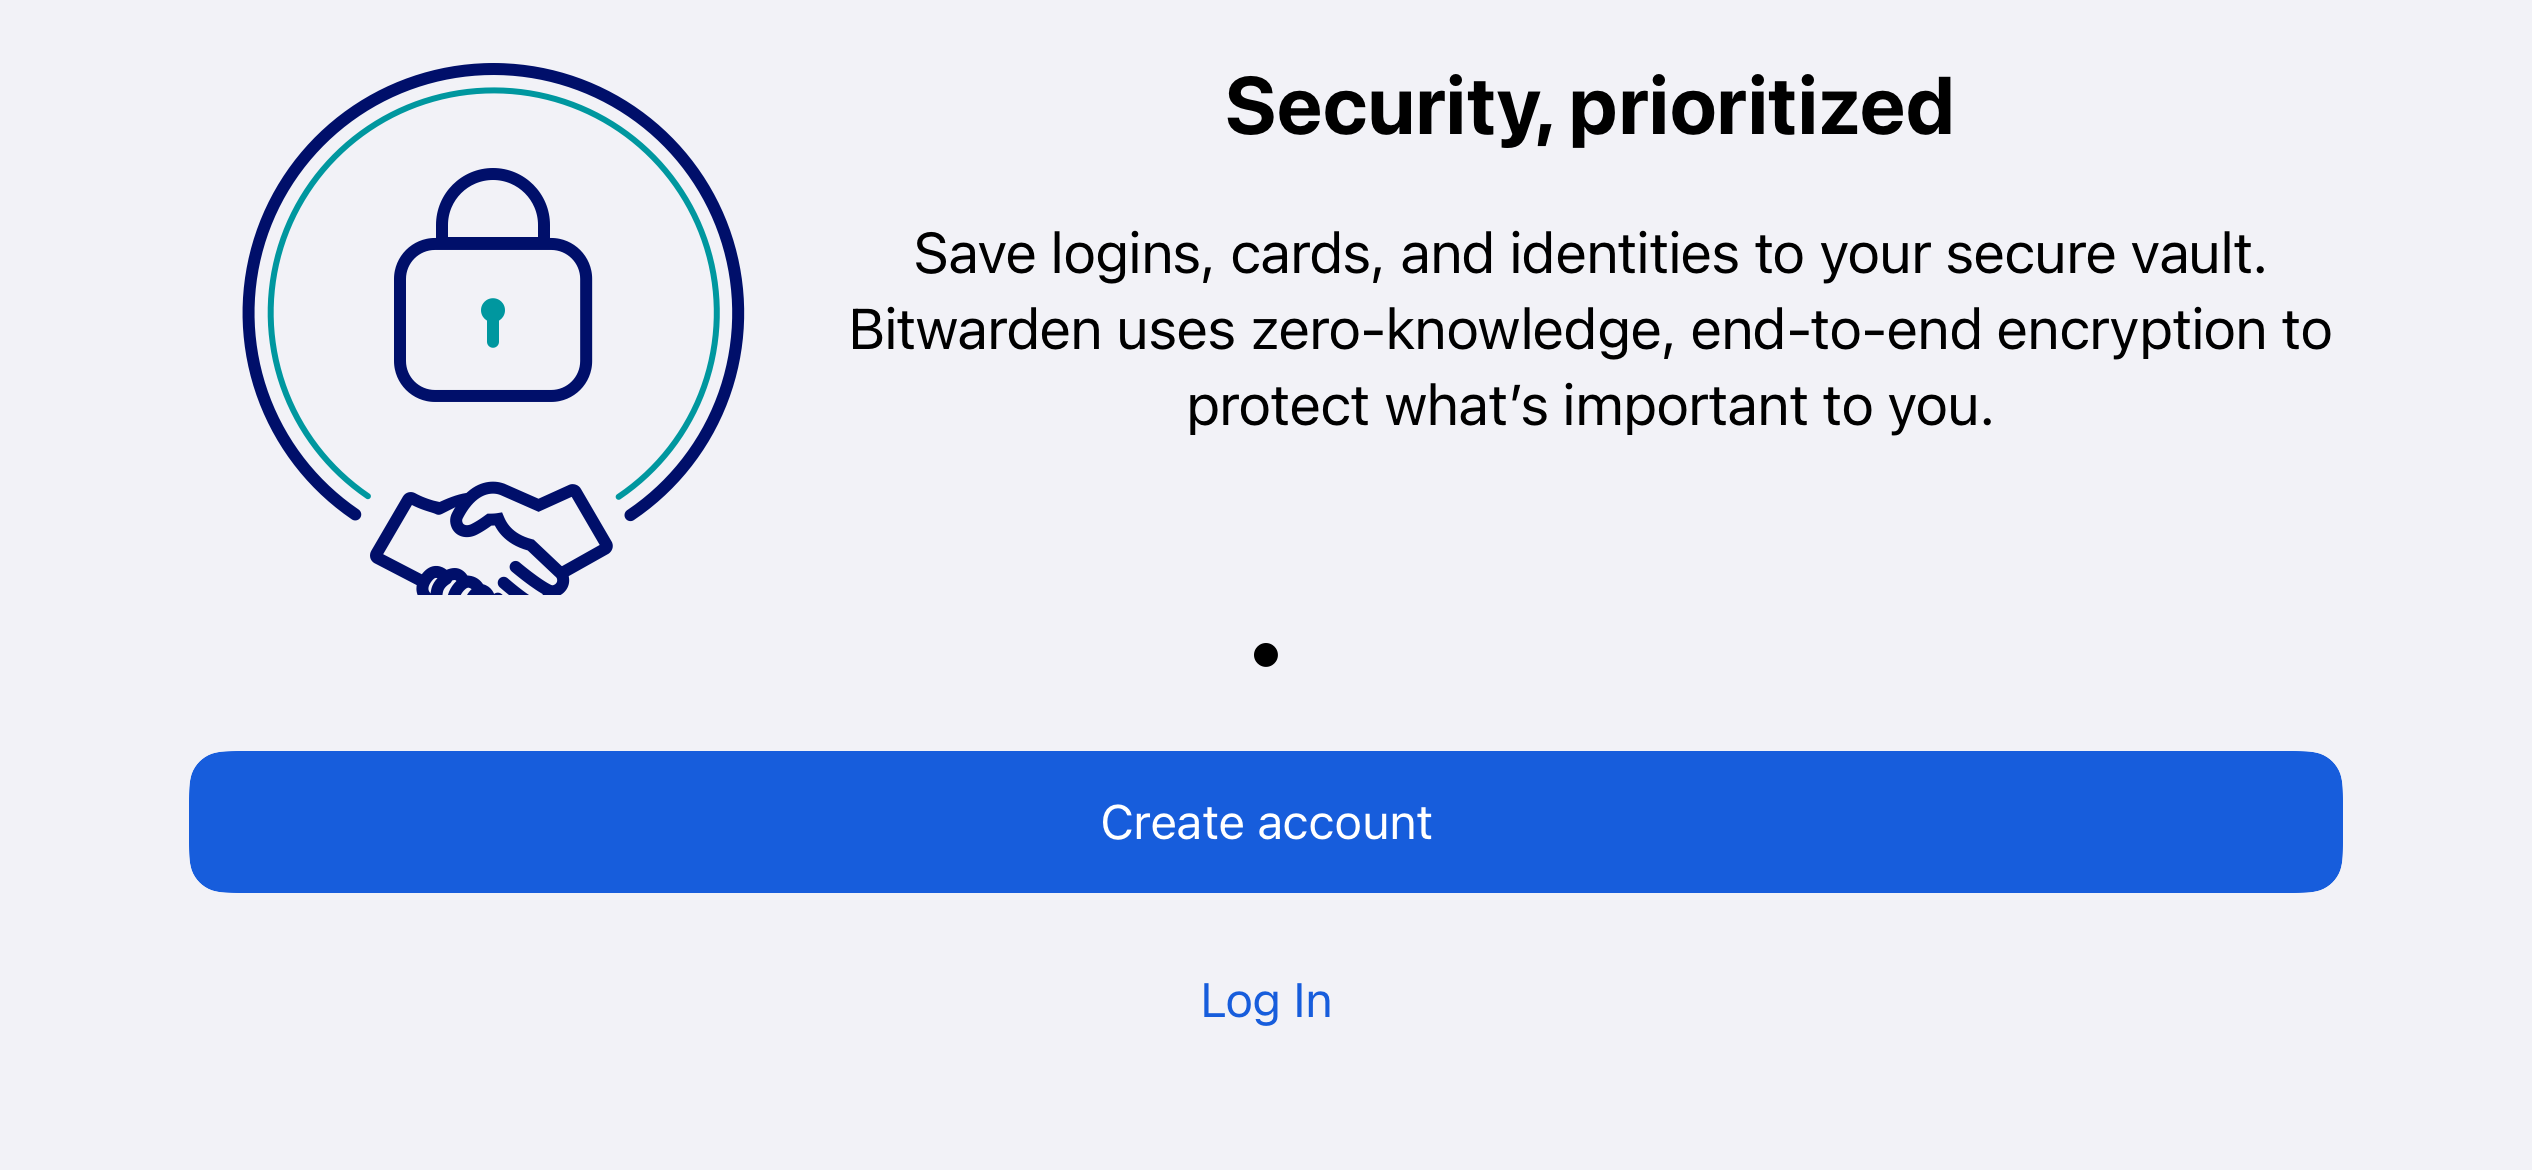 Security, prioritized
Save logins, cards, and identities to your secure vault.
Bitwarden uses zero-knowledge, end-to-end encryption to
protect what’s important to you.
Create account
Log In